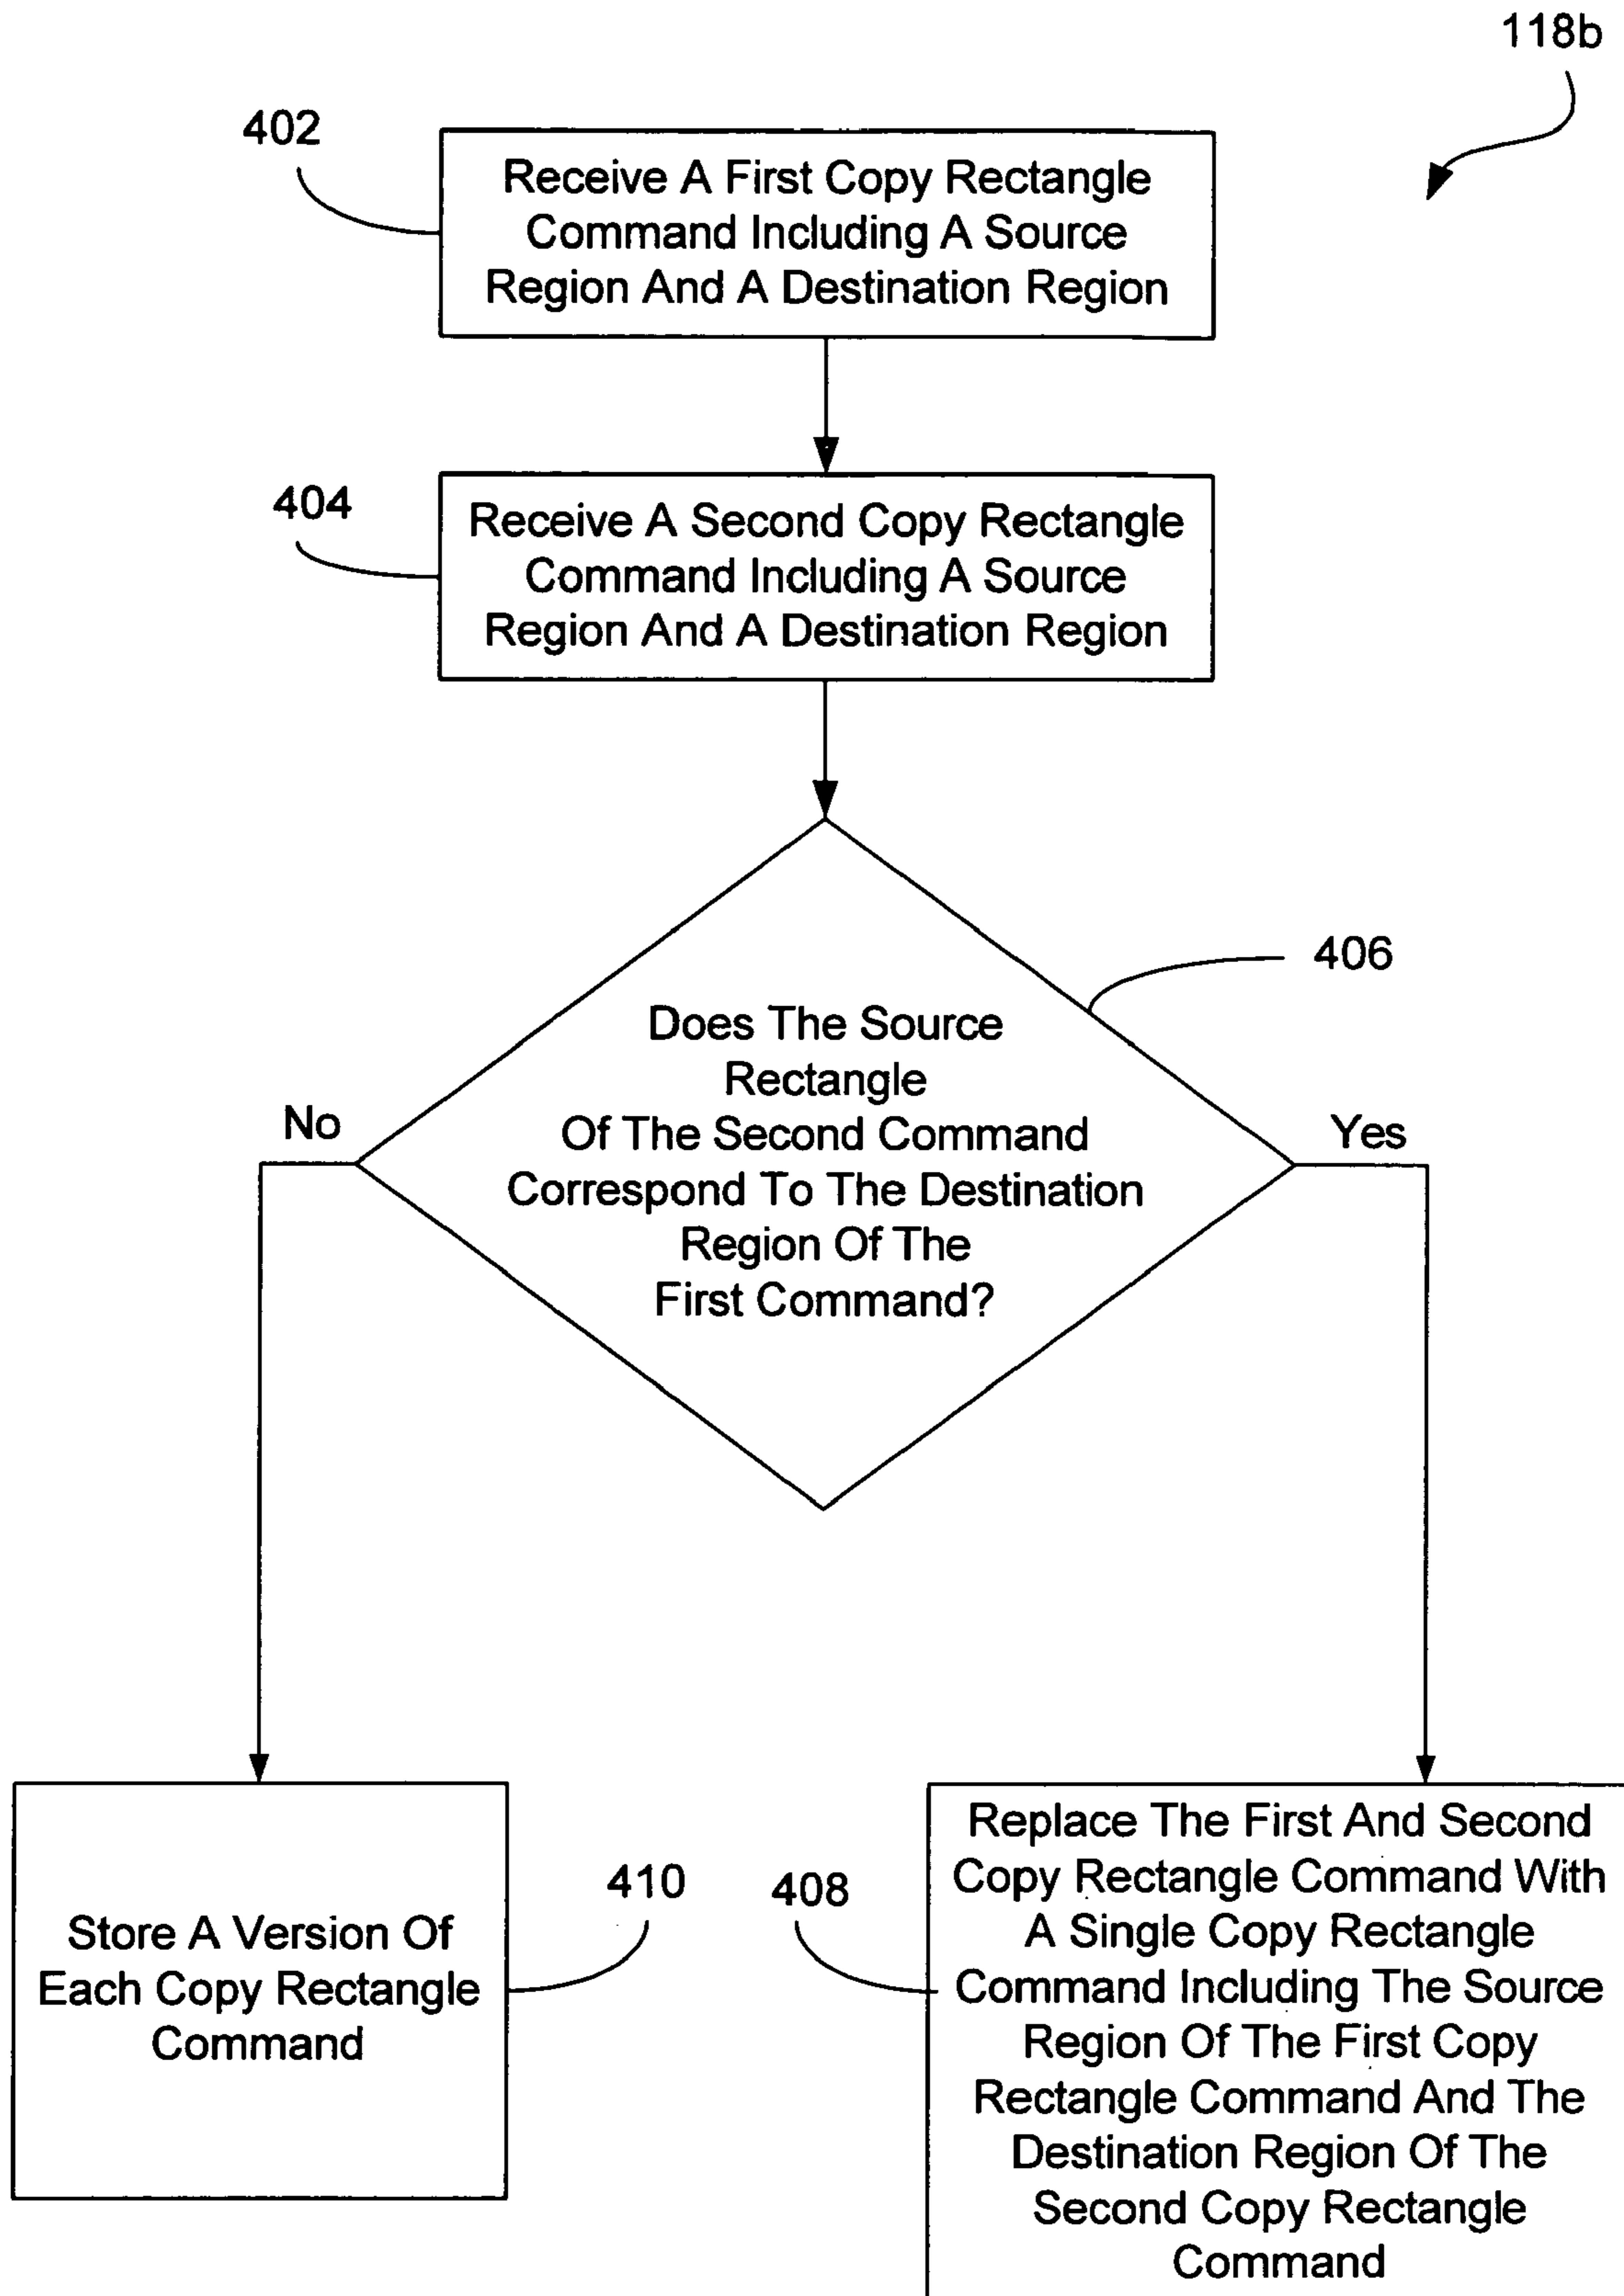 118b
402
Receive A First Copy Rectangle
Command Including A Source
Region And A Destination Region
404
Receive A Second Copy Rectangle
Command Including A Source
Region And A Destination Region
406
Does The Source
Rectangle
Of The Second Command
Correspond To The Destination
Region Of The
First Command?
No
Yes
410
Store A Version Of
Each Copy Rectangle
Command
408
Replace The First And Second
Copy Rectangle Command With
A Single Copy Rectangle
Command Including The Source
Region Of The First Copy
Rectangle Command And The
Destination Region Of The
Second Copy Rectangle
Command